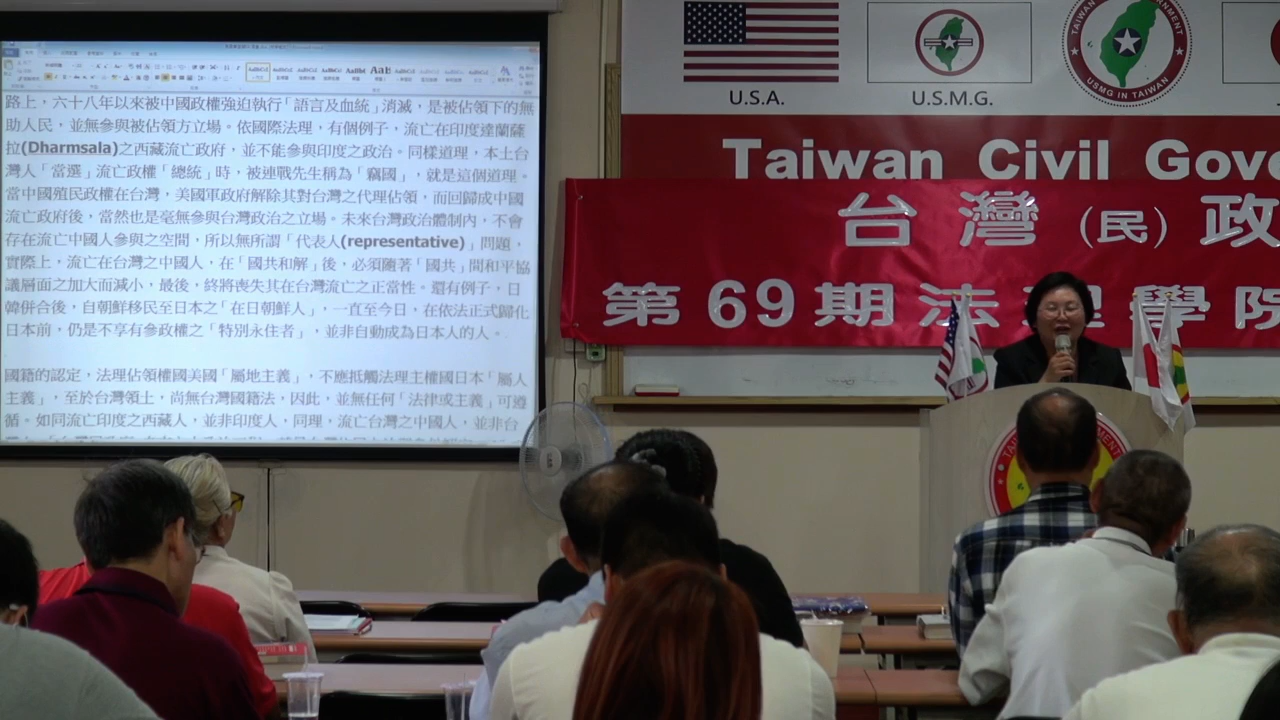 路上,六十八年以來被中國政權強迫執行「語言及血統」消滅,是被佔領下的無
助人民,並無參與被佔領方立場。依國際法理,有個例子,流亡在印度達蘭薩
拉(Dharmsala)之西藏流亡政府,並不能參與印度之政治。同樣道理,本土台
灣人「當選」流亡政權「總統」時,被連戰先生稱為「竊國」,就是這個道理。
當中國殖民政權在台灣,美國軍政府解除其對台灣之代理佔領,而回歸成中國
流亡政府後,當然也是毫無參與台灣政治之立場。未來台灣政治體制內,不會
存在流亡中國人參與之空間,所以無所謂「代表人(representative)」問題,
實際上,流亡在台灣之中國人,在「國共和解」後,必須隨著「國共」間和平協
議層面之加大而減小,最後,終將喪失其在台灣流亡之正當性。還有例子,日
韓併合後,自朝鮮移民至日本之「在日朝鮮人」,一直至今日,在依法正式歸化
日本前,仍是不享有參政權之「特別永住者」,並非自動成為日本人的人。
國籍的認定,法理佔領權國美國「屬地主義」,不應抵觸法理主權國日本「屬人
主義」,至於台灣領土,尚無台灣國籍法,因此,並無任何「法律或主義」可遵
循。如同流亡印度之西藏人,並非印度人,同理,流亡台灣之中國人,並非台
U.S.A.
U.S.M.G.
USMG IN TAIWAN
Taiwan Civil Gove
台灣(民)政
第69期法理學院